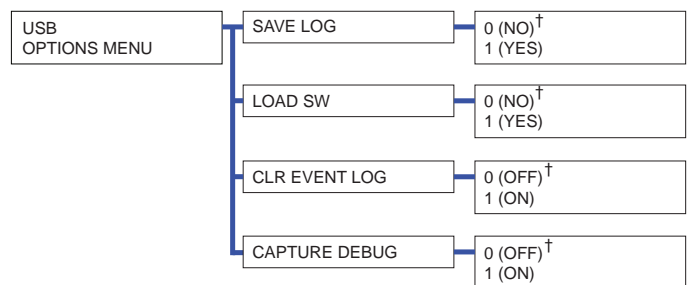 USB
OPTIONS MENU
SAVE LOG
0 (NO)†
1 (YES)
LOAD SW
0 (NO)†
1 (YES)
CLR EVENT LOG
0 (OFF)†
1 (ON)
CAPTURE DEBUG
0 (OFF)†
1 (ON)